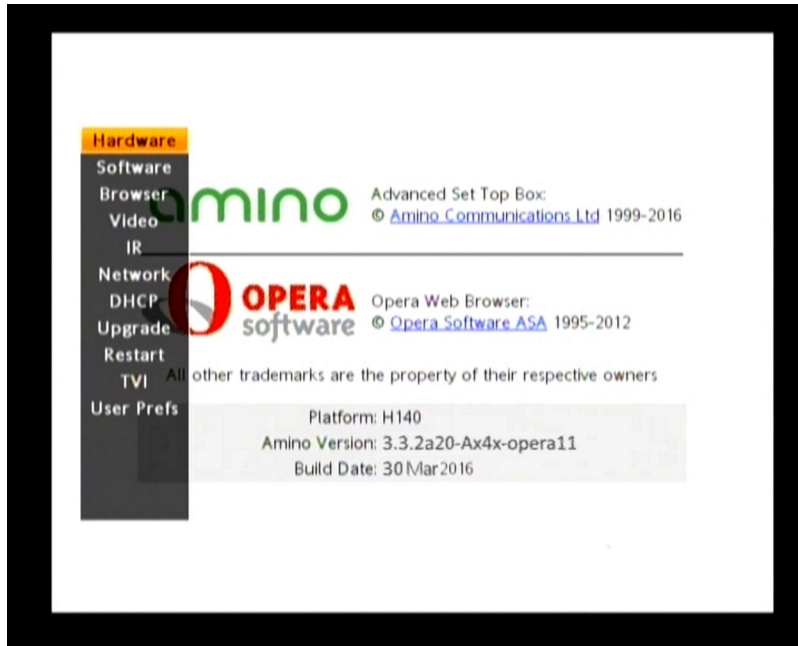 Hardware
Software
Browser
Video
IR
Network
DHCP
Upgrade
Restart
TVI
User Prefs
amino
Advanced Set Top Box:
© Amino Communications Ltd 1999-2016
OPERA
software
Opera Web Browser:
© Opera Software ASA 1995-2012
All other trademarks are the property of their respective owners
Platform: H140
Amino Version: 3.3.2a20-Ax4x-opera11
Build Date: 30 Mar 2016